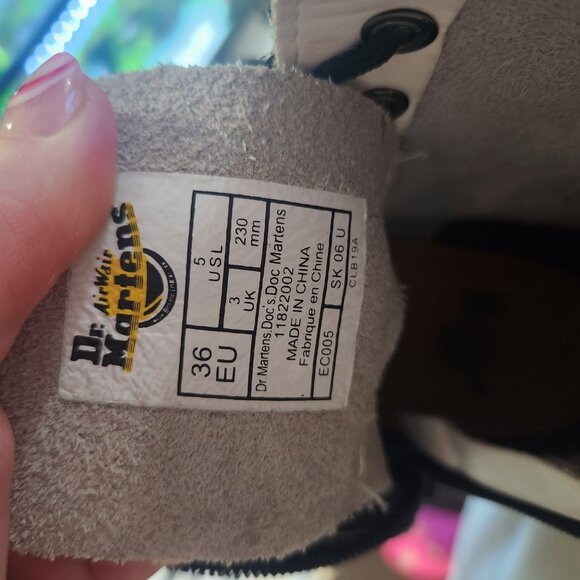 Dr. AirWair
Martens
36
EU
3
UK
5
USL
230
mm
Dr.Martens.Doc's.Doc Martens
11822002
MADE IN CHINA
Fabrique en Chine
EC005
SK 06 U
CLB19A